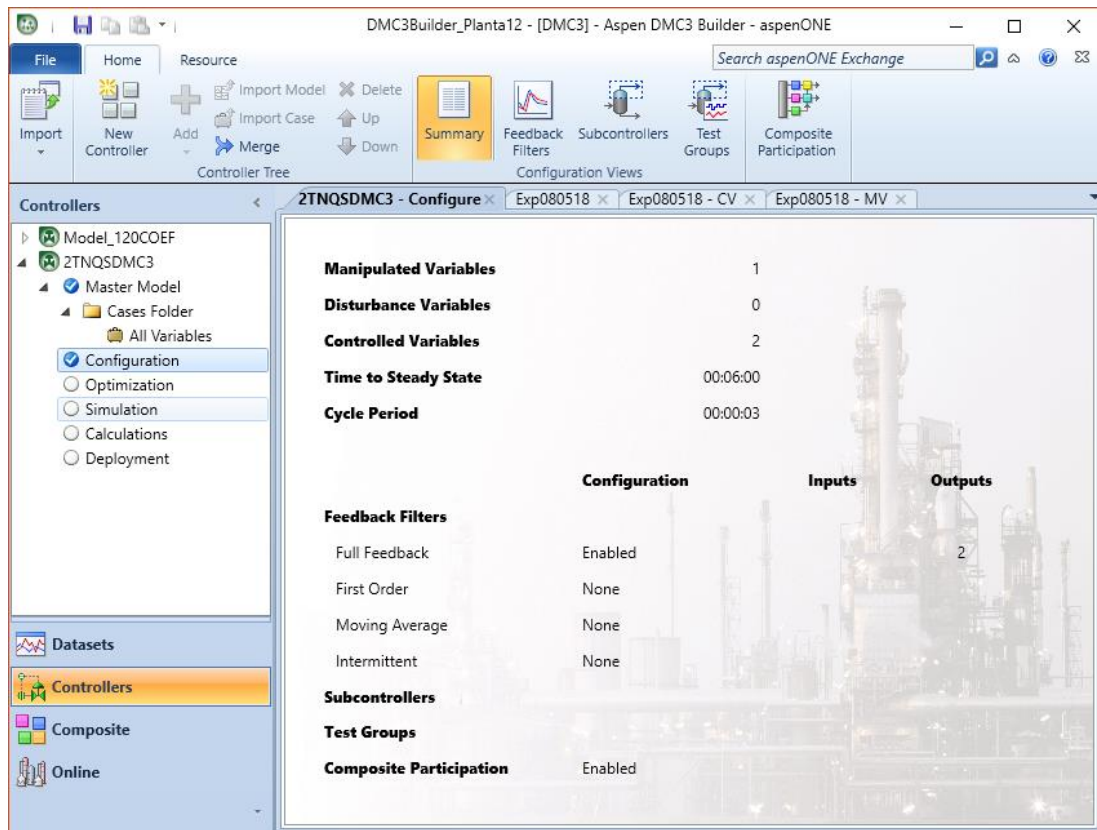 DMC3Builder_Planta12 - [DMC3] - Aspen DMC3 Builder - aspenONE
File Home Resource Search aspenONE Exchange
Import
New Controller
Add
Import Model
Import Case
Merge
Delete
Up
Down
Controller Tree
Summary
Feedback Filters
Subcontrollers
Test Groups
Composite Participation
Configuration Views
Controllers
Model_120COEF
2TNQSDMC3
Master Model
Cases Folder
All Variables
Configuration
Optimization
Simulation
Calculations
Deployment
Datasets
Controllers
Composite
Online
2TNQSDMC3 - Configure Exp080518 Exp080518 - CV Exp080518 - MV
Manipulated Variables 1
Disturbance Variables 0
Controlled Variables 2
Time to Steady State 00:06:00
Cycle Period 00:00:03
Configuration Inputs Outputs
Feedback Filters
Full Feedback Enabled 2
First Order None
Moving Average None
Intermittent None
Subcontrollers
Test Groups
Composite Participation Enabled